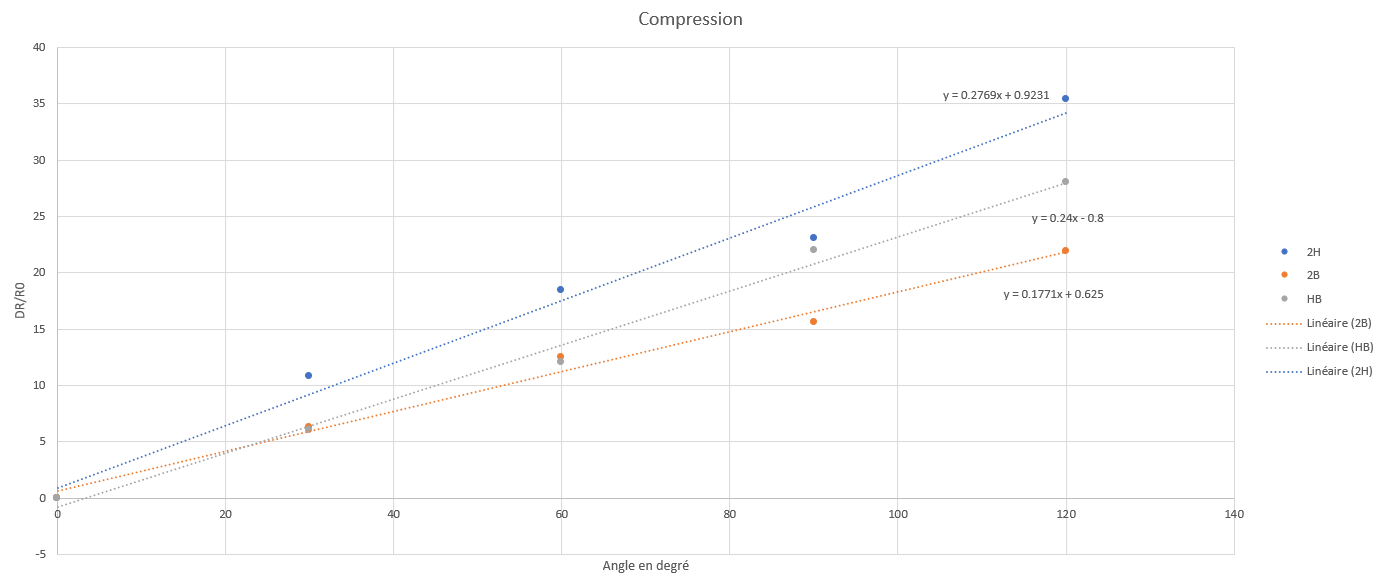 Compression
40
35
30
25
20
15
10
5
0
-5
DR/R0
y = 0.2769x + 0.9231
y = 0.24x - 0.8
y = 0.1771x + 0.625
0
20
40
60
80
100
120
140
Angle en degré
2H
2B
HB
Linéaire (2B)
Linéaire (HB)
Linéaire (2H)